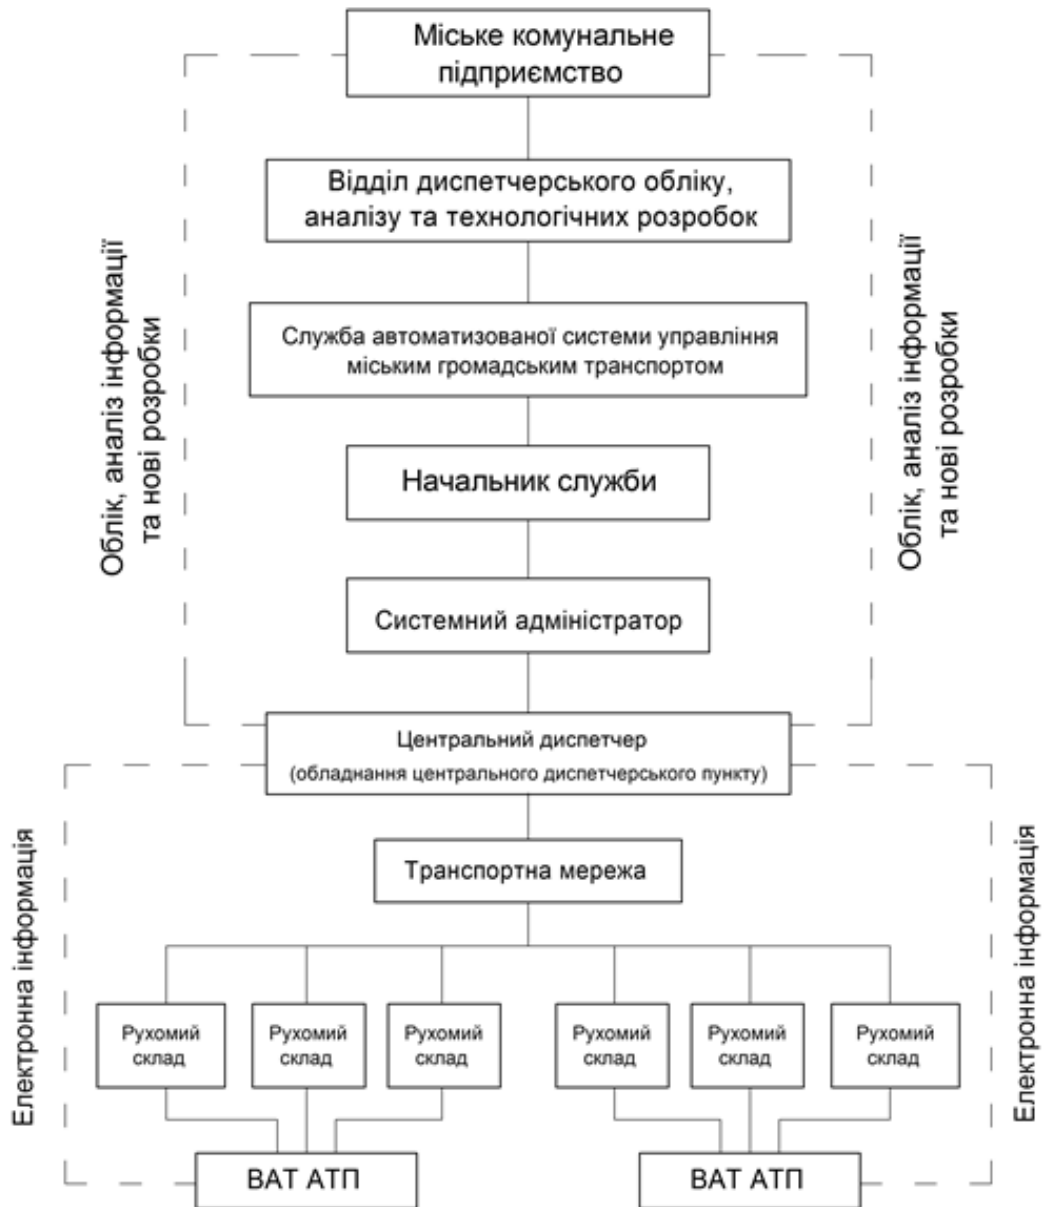 Міське комунальне
підприємство
Відділ диспетчерського обліку,
аналізу та технологічних розробок
Служба автоматизованої системи управління
міським громадським транспортом
Начальник служби
Системний адміністратор
Облік, аналіз інформації
та нові розробки
Облік, аналіз інформації
та нові розробки
Центральний диспетчер
(обладнання центрального диспетчерського пункту)
Транспортна мережа
Електронна інформація
Електронна інформація
Рухомий
склад
Рухомий
склад
Рухомий
склад
Рухомий
склад
Рухомий
склад
Рухомий
склад
ВАТ АТП
ВАТ АТП